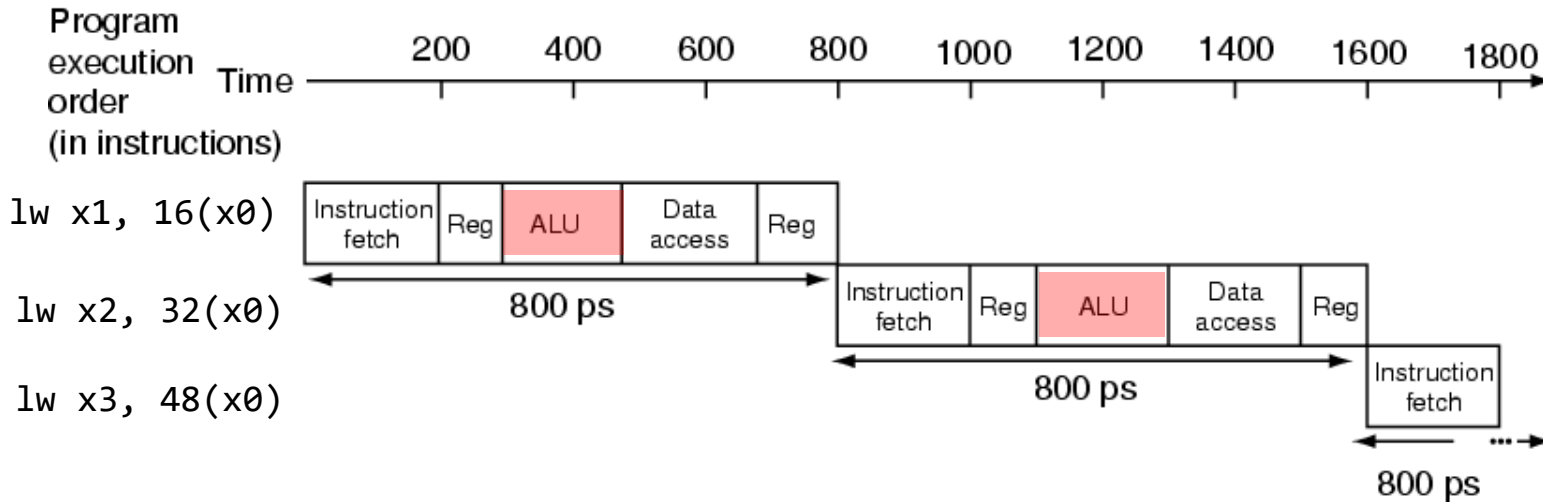 Program
execution
order
(in instructions)
Time
200 400 600 800 1000 1200 1400 1600 1800
lw x1, 16(x0)
Instruction
fetch
Reg
ALU
Data
access
Reg
800 ps
lw x2, 32(x0)
Instruction
fetch
Reg
ALU
Data
access
Reg
800 ps
lw x3, 48(x0)
Instruction
fetch
...
800 ps